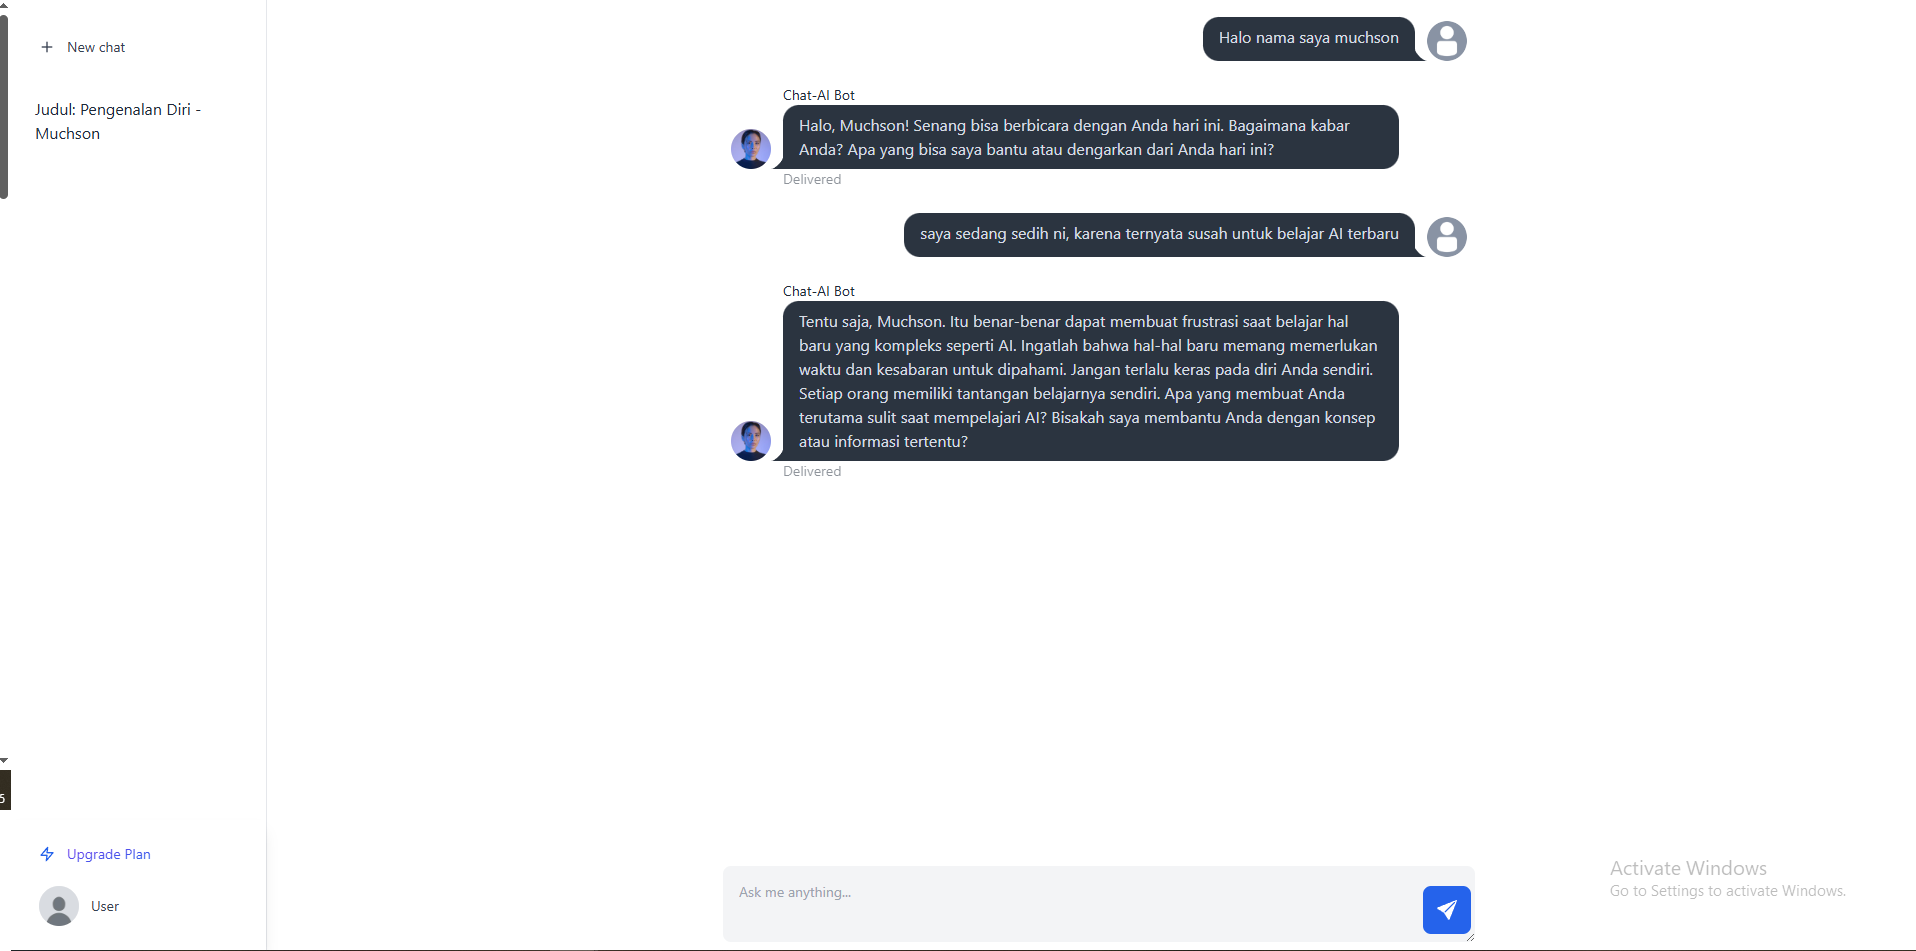 New chat
Judul: Pengenalan Diri -
Muchson
Halo nama saya muchson
Chat-AI Bot
Halo, Muchson! Senang bisa berbicara dengan Anda hari ini. Bagaimana kabar
Anda? Apa yang bisa saya bantu atau dengarkan dari Anda hari ini?
Delivered
saya sedang sedih ni, karena ternyata susah untuk belajar AI terbaru
Chat-AI Bot
Tentu saja, Muchson. Itu benar-benar dapat membuat frustrasi saat belajar hal
baru yang kompleks seperti AI. Ingatlah bahwa hal-hal baru memang memerlukan
waktu dan kesabaran untuk dipahami. Jangan terlalu keras pada diri Anda sendiri.
Setiap orang memiliki tantangan belajarnya sendiri. Apa yang membuat Anda
terutama sulit saat mempelajari AI? Bisakah saya membantu Anda dengan konsep
atau informasi tertentu?
Delivered
5
Upgrade Plan
User
Ask me anything...
Activate Windows
Go to Settings to activate Windows.